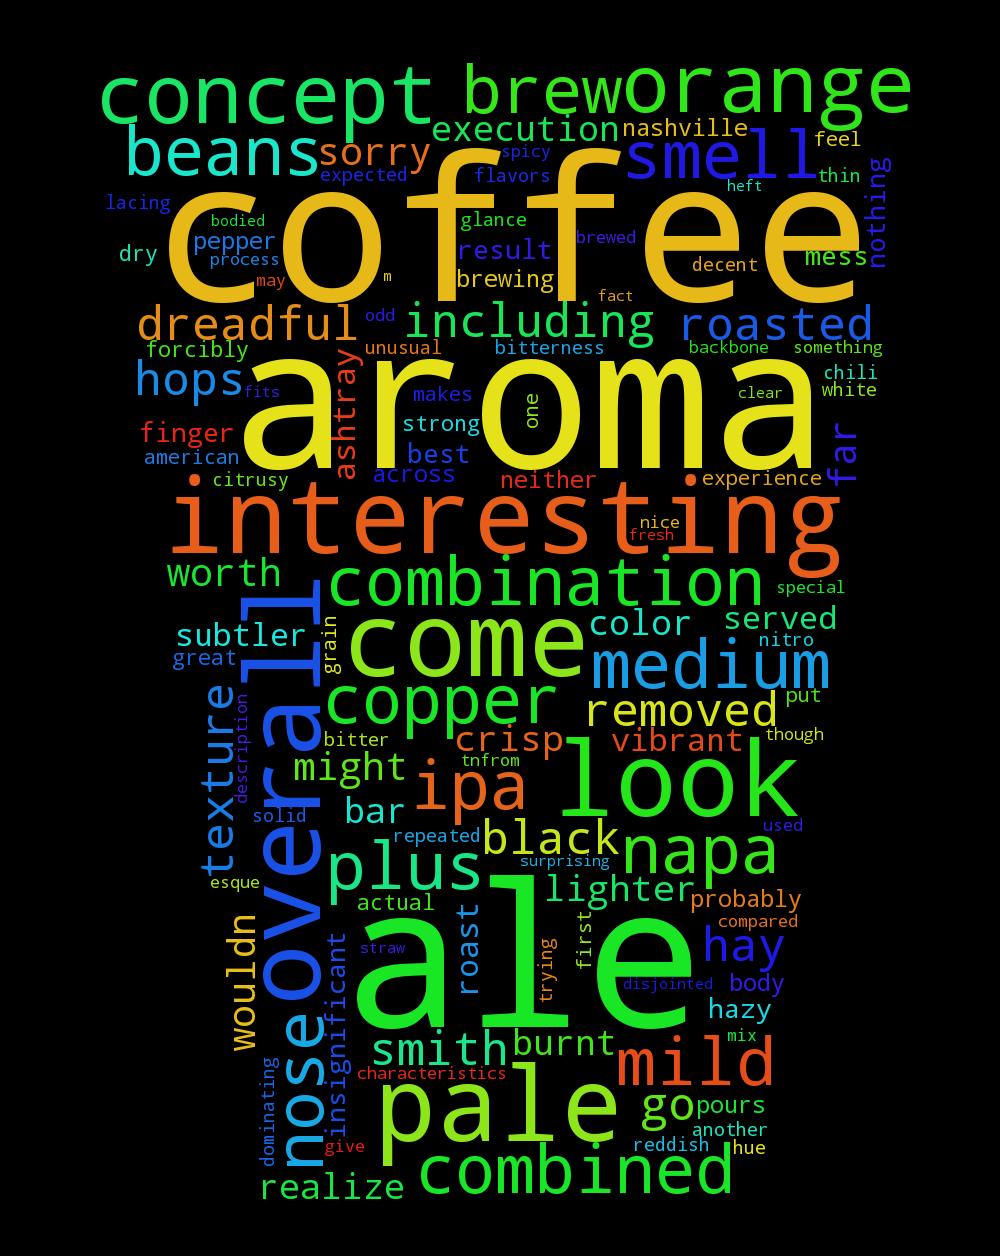 concept
breworange
execution
nashville
beans
sorry
smell
feel
spicy
expected
flavors
thin
heft
nothing
lacing
coffee
bodied
glance
pepper
result
brewed
dry
process
mess
decent
may
m
brewing
fact
dreadful
odd
including
roasted
forcibly
unusual
bitterness
backbone
something
hops
fits
ashtray
aroma
makes
one
clear
chili
white
strong
finger
best
far
american
across
citrusy
neither
experience
interesting
nice
fresh
worth
combination
special
overall
come
color
served
subtler
grain
nitro
great
medium
texture
description
copper
removed
put
bitter
crisp
vibrant
though
tnfrom
might
ipa
look
bar
solid
repeated
black
used
surprising
napa
esque
plus
lighter
actual
probably
wouldn
insignificant
roast
ale
first
compared
straw
trying
hay
disjointed
body
hazy
nose
smith
burnt
mix
dominating
characteristics
mild
pale
go
pours
another
give
reddish
hue
realize
combined